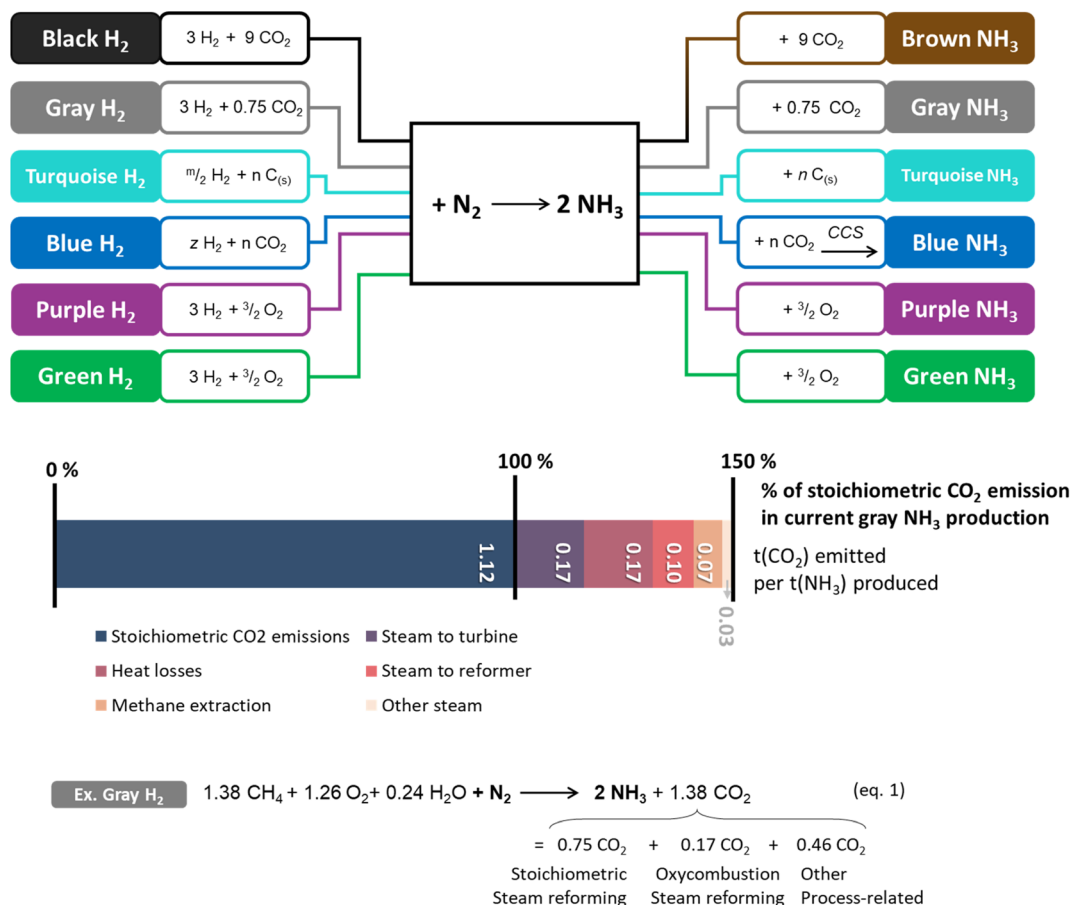 Black H₂ 3 H₂ + 9 CO₂ + 9 CO₂ Brown NH₃
Gray H₂ 3 H₂ + 0.75 CO₂ + 0.75 CO₂ Gray NH₃
Turquoise H₂ ᵐ/₂ H₂ + n C₍ₛ₎ + n C₍ₛ₎ Turquoise NH₃
+ N₂ ⟶ 2 NH₃
Blue H₂ z H₂ + n CO₂ + n CO₂ CCS ⟶ Blue NH₃
Purple H₂ 3 H₂ + ³/₂ O₂ + ³/₂ O₂ Purple NH₃
Green H₂ 3 H₂ + ³/₂ O₂ + ³/₂ O₂ Green NH₃
0 % 100 % 150 %
% of stoichiometric CO₂ emission
in current gray NH₃ production
t(CO₂) emitted
per t(NH₃) produced
1.12 0.17 0.17 0.10 0.07 0.03
Stoichiometric CO2 emissions Steam to turbine
Heat losses Steam to reformer
Methane extraction Other steam
Ex. Gray H₂ 1.38 CH₄ + 1.26 O₂ + 0.24 H₂O + N₂ ⟶ 2 NH₃ + 1.38 CO₂ (eq. 1)
= 0.75 CO₂ + 0.17 CO₂ + 0.46 CO₂
Stoichiometric Oxycombustion Other
Steam reforming Steam reforming Process-related